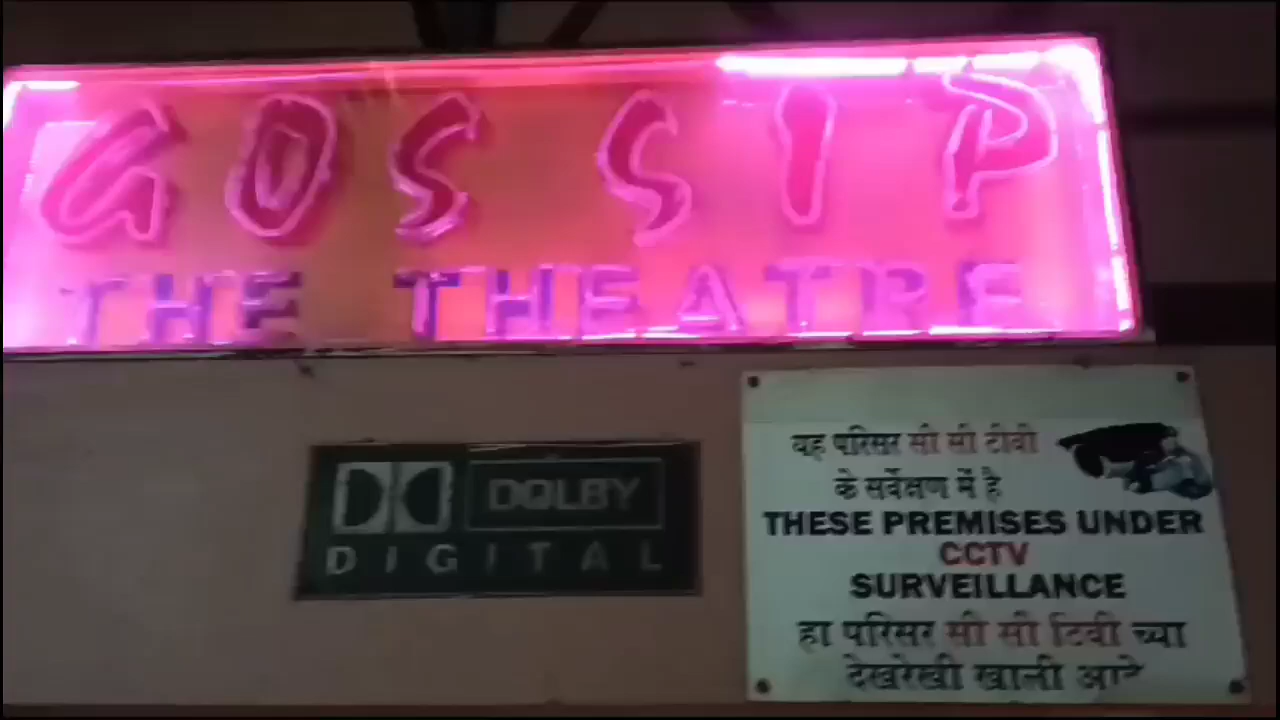 GOSSIP
THE THEATRE
DOLBY
DIGITAL
यह परिसर सी सी टीवी
के सर्वेक्षण में है
THESE PREMISES UNDER
CCTV
SURVEILLANCE
हा परिसर सी सी टिवी च्या
देखरेखी खाली आहे